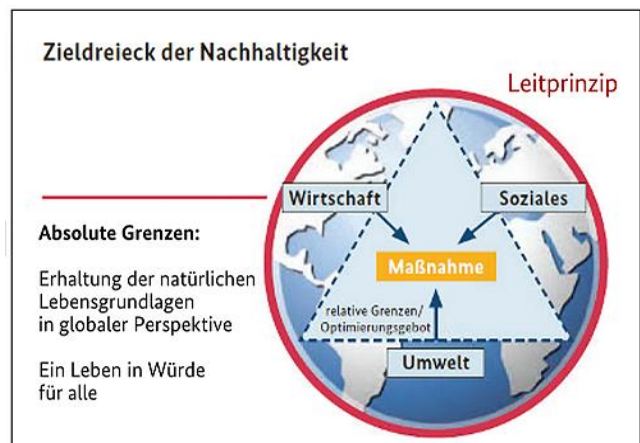 Zieldreieck der Nachhaltigkeit
Leitprinzip
Wirtschaft
Soziales
Absolute Grenzen:
Maßnahme
Erhaltung der natürlichen
Lebensgrundlagen
in globaler Perspektive
relative Grenzen/
Optimierungsgebot
Umwelt
Ein Leben in Würde
für alle